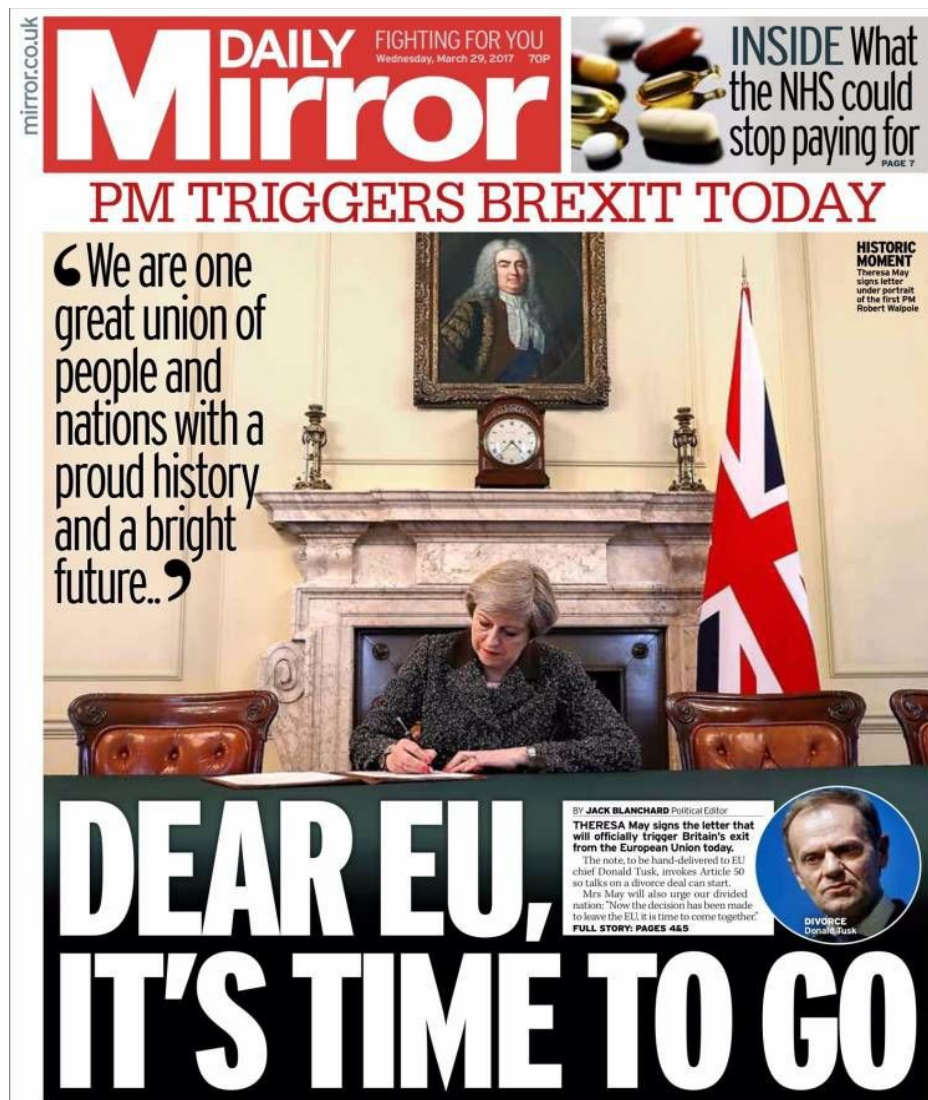 mirror.co.uk
DAILY
Mirror
FIGHTING FOR YOU
Wednesday, March 29, 2017 70P
INSIDE What
the NHS could
stop paying for
PAGE 7
PM TRIGGERS BREXIT TODAY
‘We are one
great union of
people and
nations with a
proud history
and a bright
future..’
HISTORIC
MOMENT
Theresa May
signs letter
under portrait
of the first PM
Robert Walpole
DEAR EU,
IT'S TIME TO GO
BY JACK BLANCHARD Political Editor
THERESA May signs the letter that
will officially trigger Britain's exit
from the European Union today.
The note, to be hand-delivered to EU
chief Donald Tusk, invokes Article 50
so talks on a divorce deal can start.
Mrs May will also urge our divided
nation: "Now the decision has been made
to leave the EU, it is time to come together."
FULL STORY: PAGES 4&5
DIVORCE
Donald Tusk